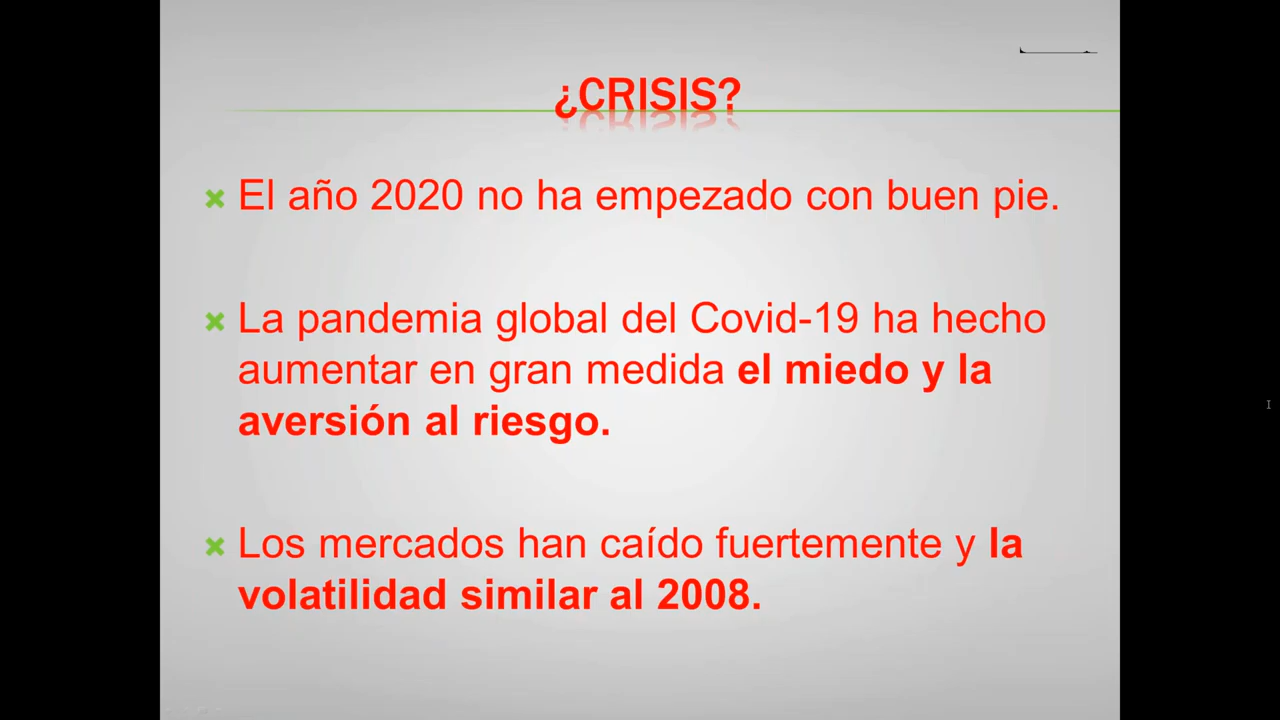 ¿CRISIS?
El año 2020 no ha empezado con buen pie.
La pandemia global del Covid-19 ha hecho
aumentar en gran medida el miedo y la
aversión al riesgo.
Los mercados han caído fuertemente y la
volatilidad similar al 2008.